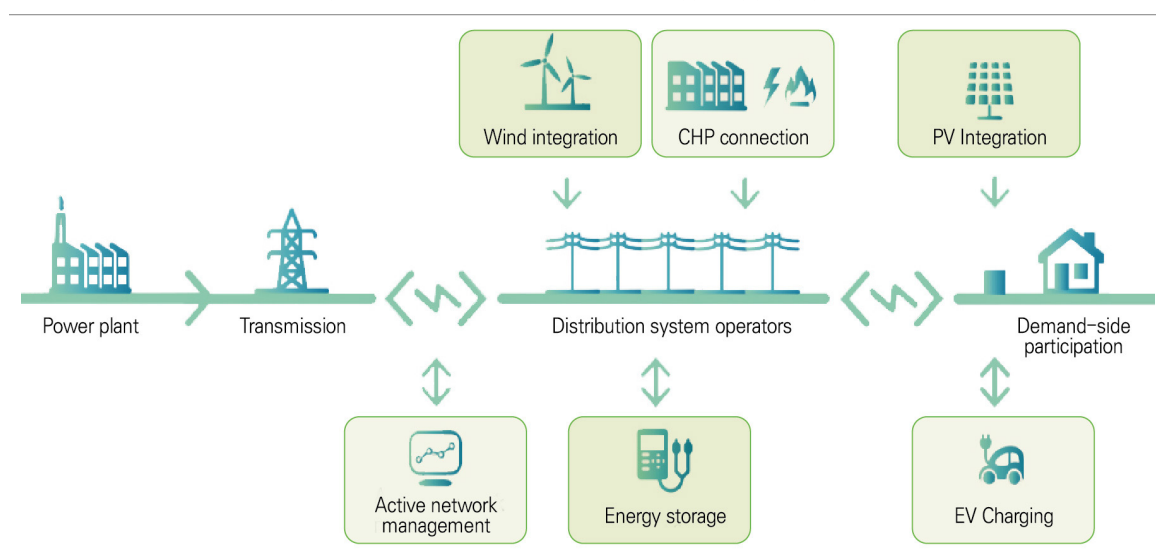 Wind integration
CHP connection
PV Integration
Power plant
Transmission
Distribution system operators
Demand-side
participation
Active network
management
Energy storage
EV Charging